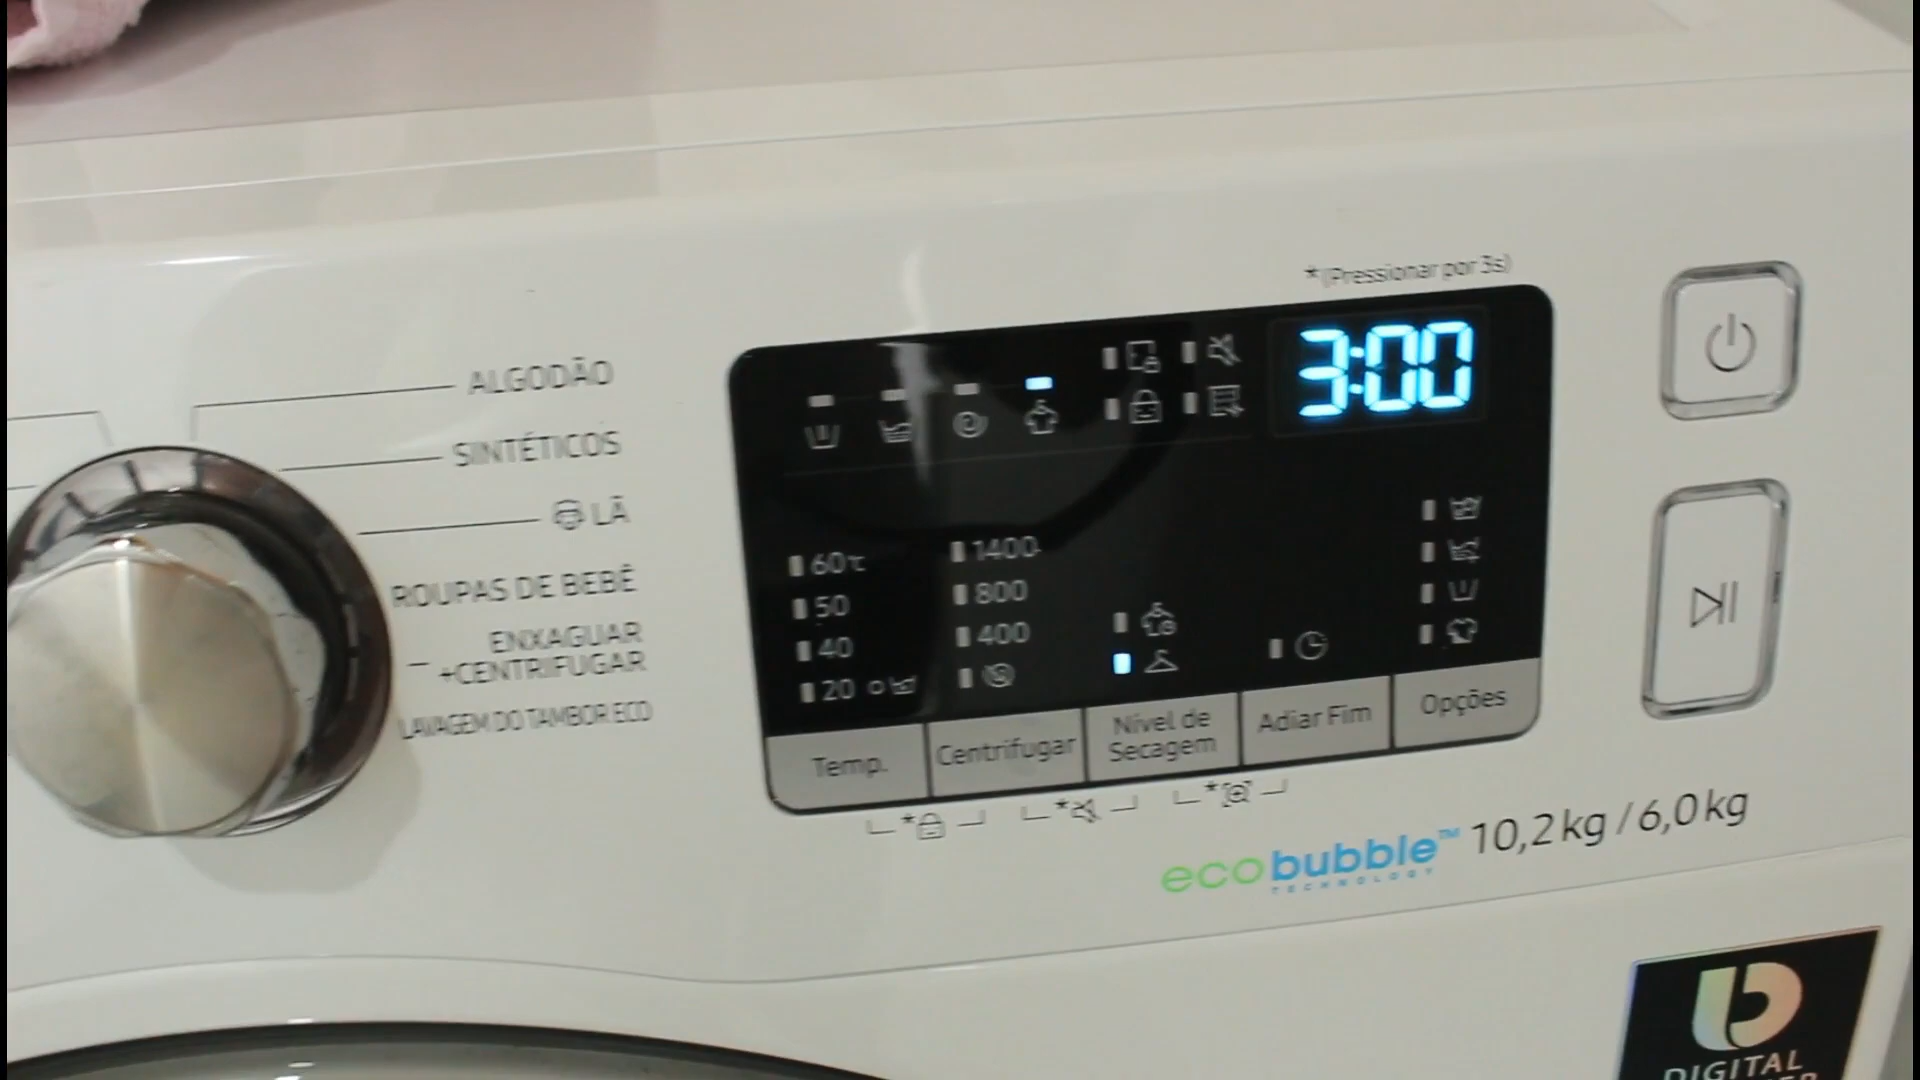 *(Pressionar por 3s)
3:00
ALGODÃO
SINTÉTICOS
LÃ
ROUPAS DE BEBÊ
ENXAGUAR
+CENTRIFUGAR
LAVAGEM DO TAMBOR ECO
60℃
50
40
20
1400
800
400
Temp.
Centrifugar
Nível de
Secagem
Adiar Fim
Opções
ecobubble™ 10,2 kg / 6,0 kg
TECHNOLOGY
DIGITAL